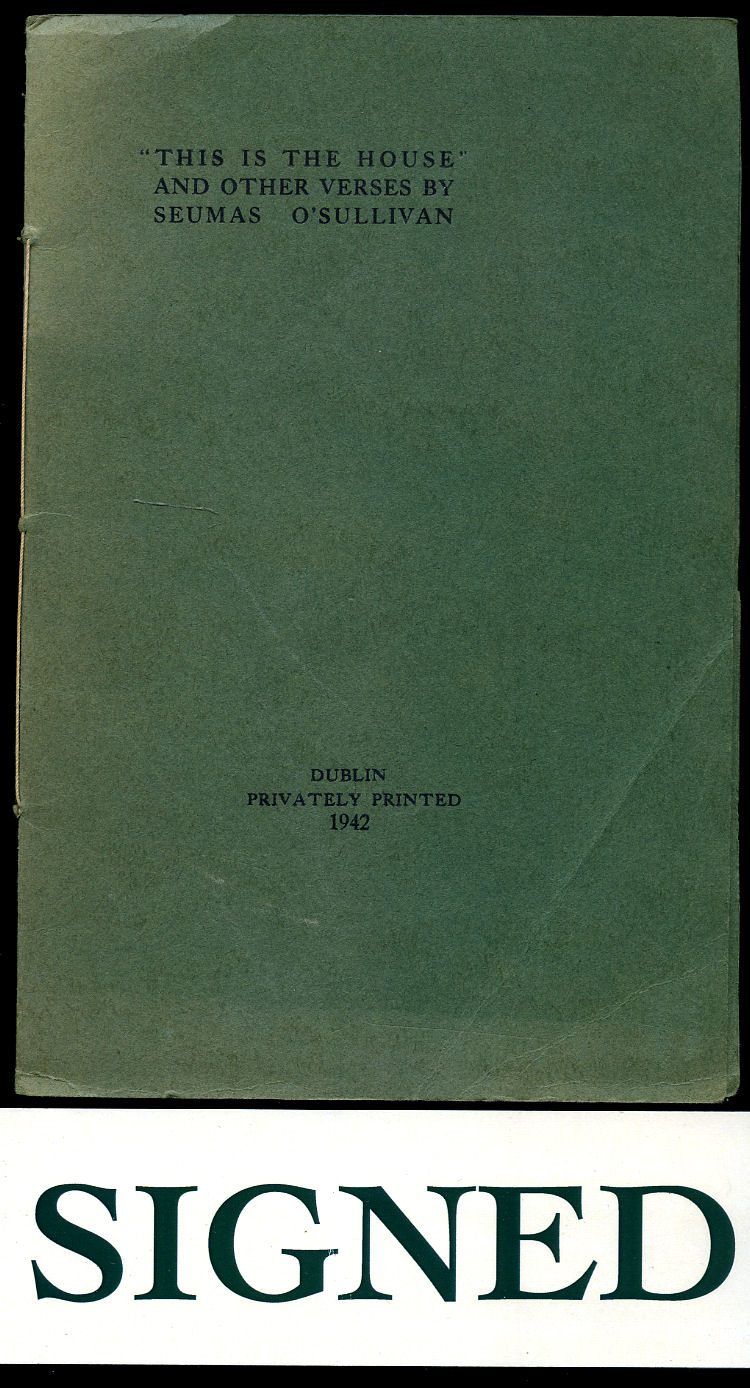 "THIS IS THE HOUSE"
AND OTHER VERSES BY
SEUMAS O'SULLIVAN
DUBLIN
PRIVATELY PRINTED
1942
SIGNED